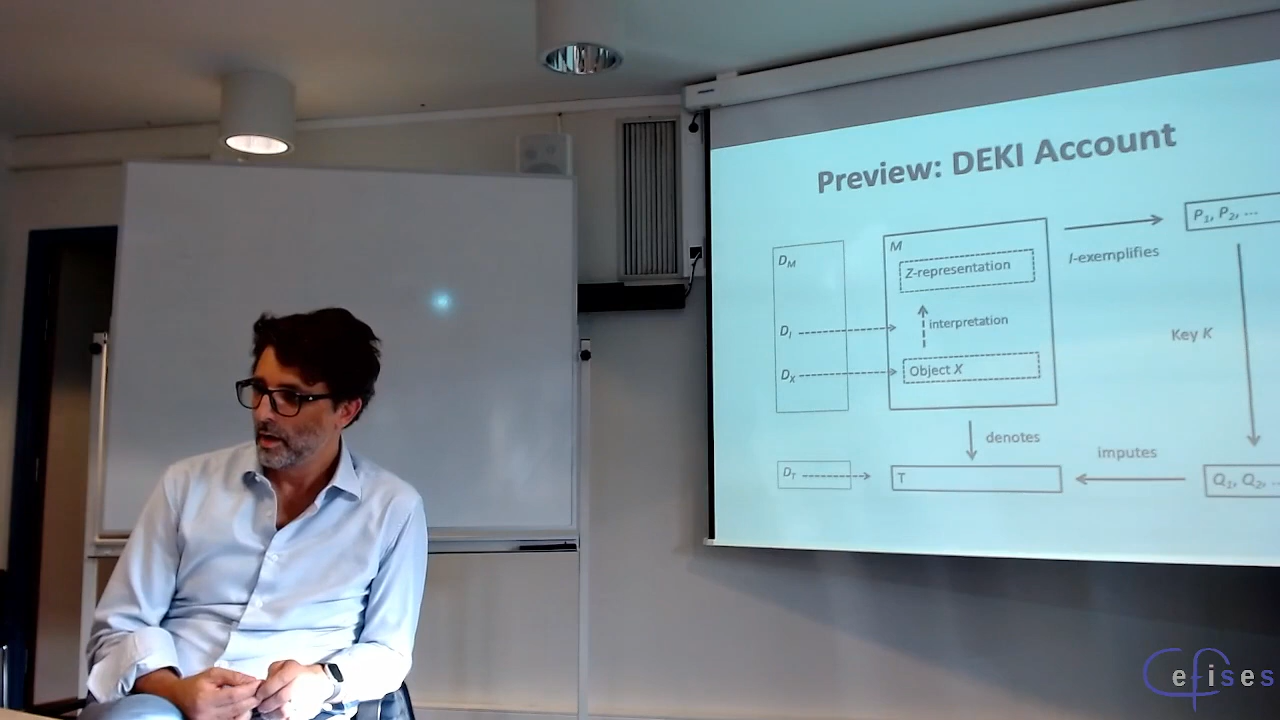 Preview: DEKI Account
P1, P2, ...
M
DM
Z-representation
I-exemplifies
interpretation
DI
Key K
Object X
DX
denotes
imputes
DT
T
Q1, Q2, ..
efises